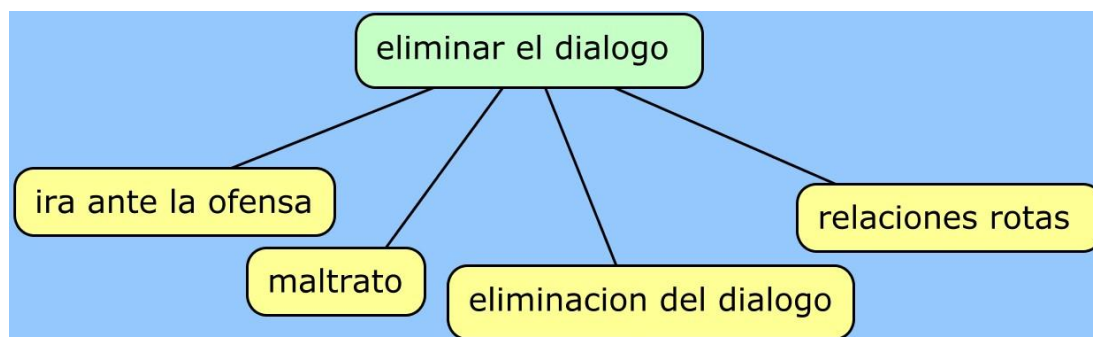 eliminar el dialogo
ira ante la ofensa
maltrato
eliminacion del dialogo
relaciones rotas